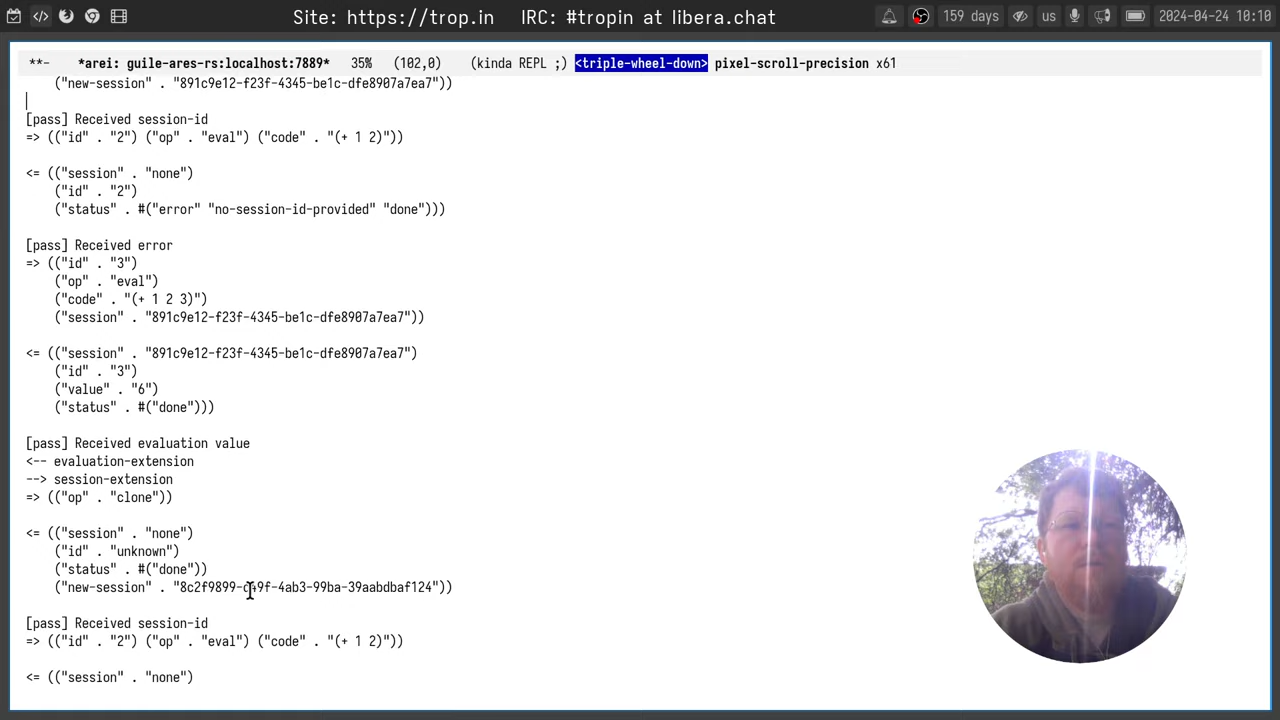 Site: https://trop.in IRC: #tropin at libera.chat
159 days us 2024-04-24 10:10
**- *arei: guile-ares-rs:localhost:7889* 35% (102,0) (kinda REPL ;) <triple-wheel-down> pixel-scroll-precision x61
("new-session" . "891c9e12-f23f-4345-be1c-dfe8907a7ea7"))
[pass] Received session-id
=> (("id" . "2") ("op" . "eval") ("code" . "(+ 1 2)"))
<= (("session" . "none")
("id" . "2")
("status" . #("error" "no-session-id-provided" "done")))
[pass] Received error
=> (("id" . "3")
("op" . "eval")
("code" . "(+ 1 2 3)")
("session" . "891c9e12-f23f-4345-be1c-dfe8907a7ea7"))
<= (("session" . "891c9e12-f23f-4345-be1c-dfe8907a7ea7")
("id" . "3")
("value" . "6")
("status" . #("done")))
[pass] Received evaluation value
<-- evaluation-extension
--> session-extension
=> (("op" . "clone"))
<= (("session" . "none")
("id" . "unknown")
("status" . #("done"))
("new-session" .
[pass] Received session-id
=> (("id" . "2") ("op" . "eval") ("code" . "(+ 1 2)"))
<= (("session" . "none")